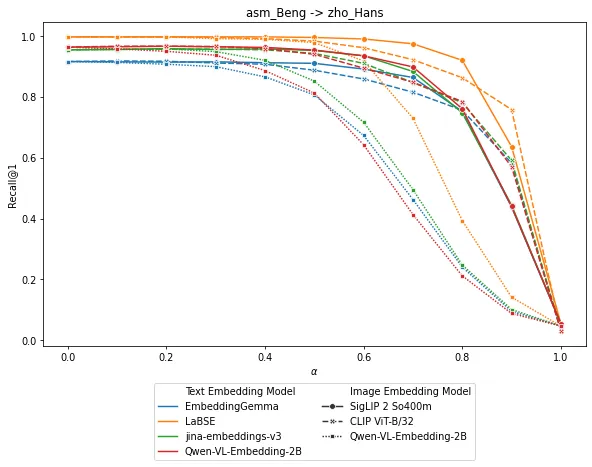 asm_Beng -> zho_Hans
Recall@1
1.0
0.8
0.6
0.4
0.2
0.0
0.0 0.2 0.4 0.6 0.8 1.0
α
Text Embedding Model
EmbeddingGemma
LaBSE
jina-embeddings-v3
Qwen-VL-Embedding-2B
Image Embedding Model
SigLIP 2 So400m
CLIP ViT-B/32
Qwen-VL-Embedding-2B